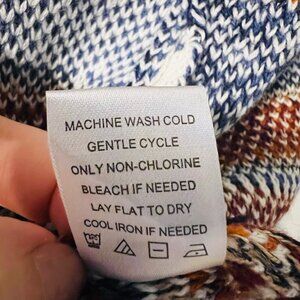 MACHINE WASH COLD
GENTLE CYCLE
ONLY NON-CHLORINE
BLEACH IF NEEDED
LAY FLAT TO DRY
COOL IRON IF NEEDED